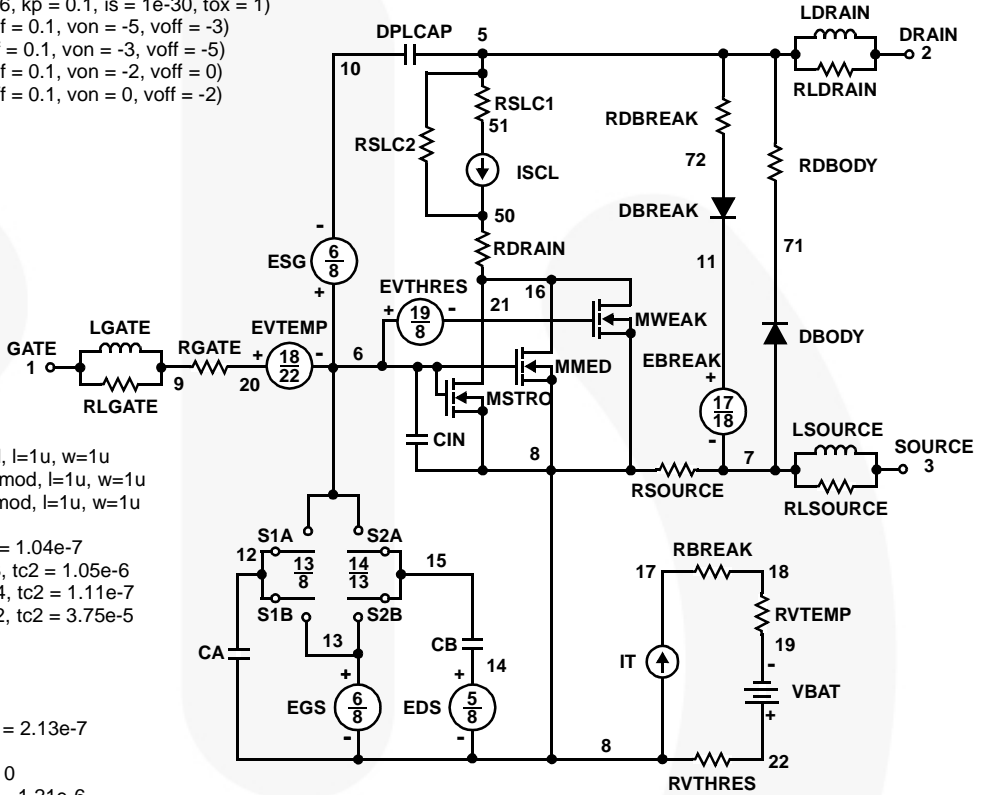 6, kp = 0.1, is = 1e-30, tox = 1)
f = 0.1, von = -5, voff = -3)
f = 0.1, von = -3, voff = -5)
f = 0.1, von = -2, voff = 0)
ff = 0.1, von = 0, voff = -2)
LDRAIN
DPLCAP 5 DRAIN
10 2
RLDRAIN
RSLC1
51
RDBREAK
RSLC2
72
RDBODY
ISCL
DBREAK
50
-
RDRAIN
71
11
ESG 6/8
+
EVTHRES
16
+ 19/8 -
21
MWEAK
LGATE
EVTEMP
DBODY
GATE
RGATE
EBREAK
1
+ 18/22 -
6
MMED
+
9
20
RLGATE
MSTRO
17/18
LSOURCE
CIN
-
SOURCE
8
7
3
l, l=1u, w=1u
mod, l=1u, w=1u
RSOURCE
nod, l=1u, w=1u
RLSOURCE
S1A
S2A
= 1.04e-7
RBREAK
12
13/8
14/13
15
17
18
, tc2 = 1.05e-6
4, tc2 = 1.11e-7
S1B
S2B
RVTEMP
2, tc2 = 3.75e-5
13
CB
19
CA
14
IT
-
+
+
VBAT
EGS 6/8
EDS 5/8
+
= 2.13e-7
-
-
8
22
0
RVTHRES